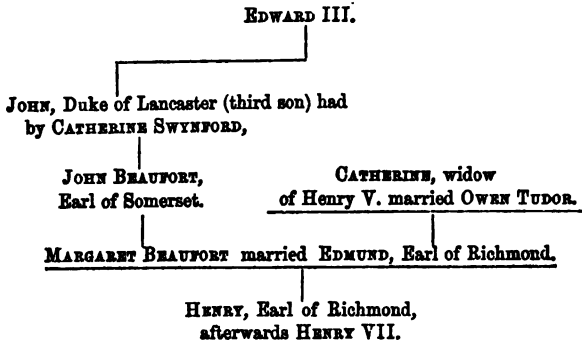 EDWARD III.
JOHN, Duke of Lancaster (third son) had
by CATHERINE SWYNFORD,
JOHN BEAUFORT,
Earl of Somerset.
CATHERINE, widow
of Henry V. married OWEN TUDOR.
MARGARET BEAUFORT married EDMUND, Earl of Richmond.
HENRY, Earl of Richmond,
afterwards HENRY VII.